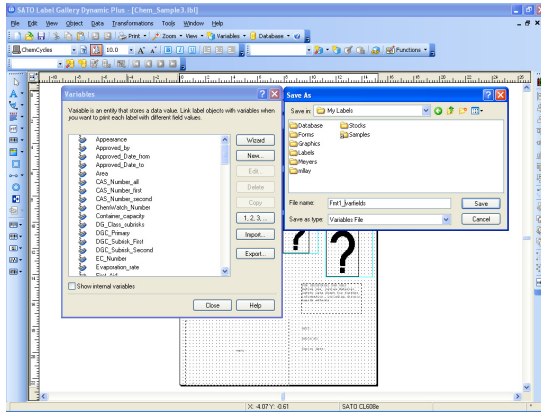 SATO Label Gallery Dynamic Plus - [Chem_Sample3.lbl]
File Edit View Object Data Transformations Tools Window Help
Print Zoom View Variables Database
ChemCycles 10.0 Functions
Variables
Variable is an entity that stores a data value. Link label objects with variables when
you want to print each label with different field values.
Appearance
Approved_by
Approved_Date_from
Approved_Date_to
Area
CAS_Number_all
CAS_Number_first
CAS_Number_second
ChemWatch_Number
Container_capacity
DG_Class_subrisks
DGC_Primary
DGC_Subrisk_First
DGC_Subrisk_Second
EC_Number
Evaporation_rate
First_Aid
Wizard
New...
Edit...
Delete
Copy
1, 2, 3, ...
Import...
Export...
Show internal variables
Close Help
Save As
Save in: My Labels
Database
Forms
Graphics
Labels
Meyers
mllay
Stocks
Samples
File name: Fmt1_varfields Save
Save as type: Variables File Cancel
? ?
X: -4.07 Y: -0.61 SATO CL608e